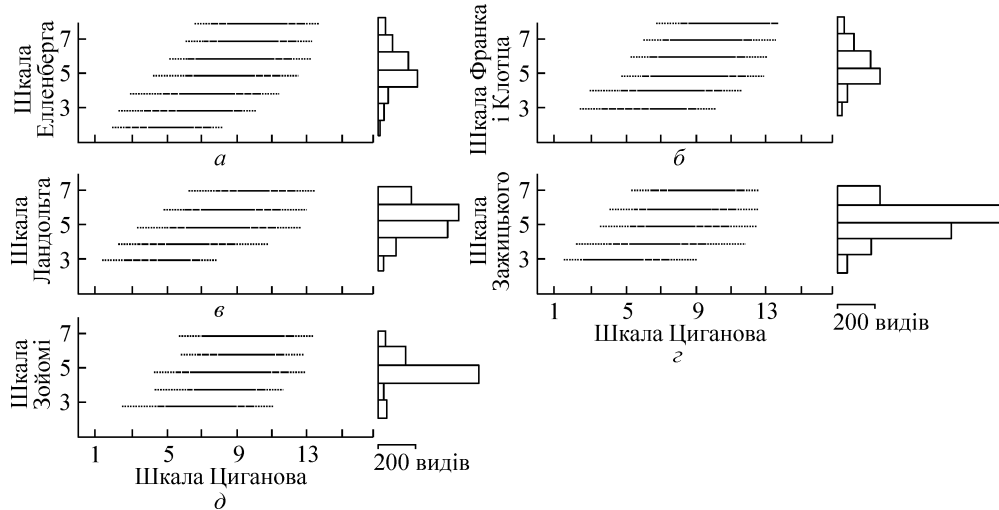 Шкала
Елленберга
7
5
3
а
Шкала Франка
і Клотца
7
5
3
б
Шкала
Ландольта
7
5
3
в
Шкала
Зажицького
7
5
3
1 5 9 13
Шкала Циганова
г
200 видів
Шкала
Зойомі
7
5
3
1 5 9 13
Шкала Циганова
д
200 видів